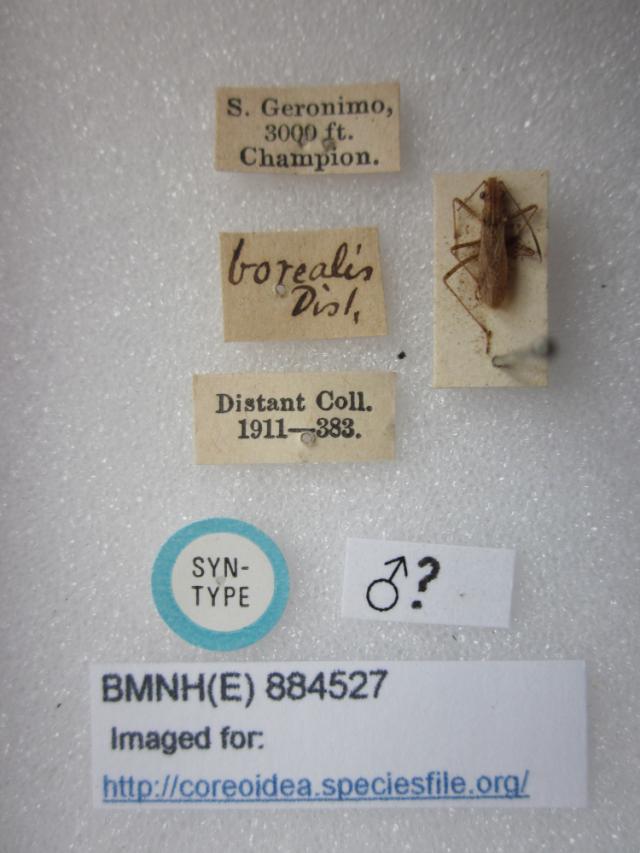 S. Geronimo,
3000 ft.
Champion.
borealis
Dist.
Distant Coll.
1911—383.
SYN-
TYPE
♂?
BMNH(E) 884527
Imaged for:
http://coreoidea.speciesfile.org/